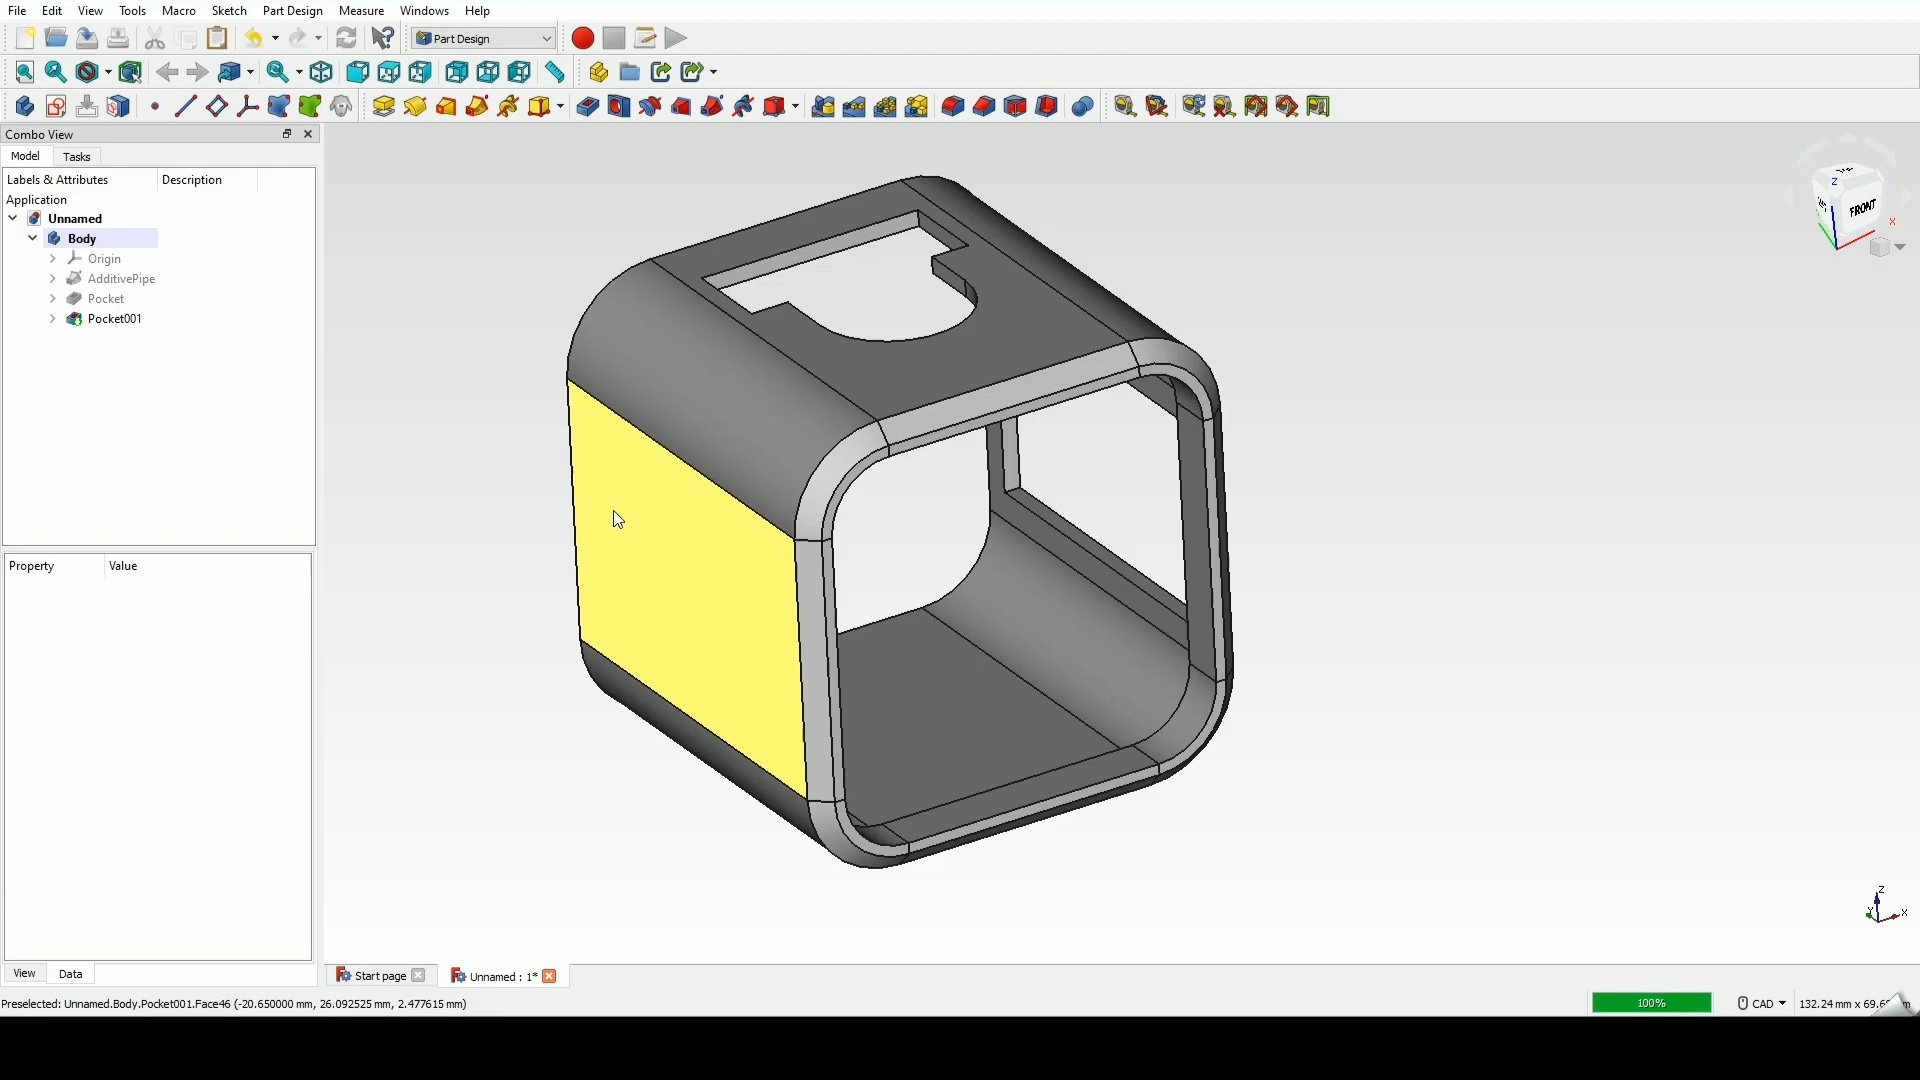 File Edit View Tools Macro Sketch Part Design Measure Windows Help
Part Design
Combo View
Model Tasks
Labels & Attributes Description
Application
Unnamed
Body
Origin
AdditivePipe
Pocket
Pocket001
Property Value
View Data
Z
FRONT
X
Z
X
Start page Unnamed : 1*
Preselected: Unnamed.Body.Pocket001.Face46 (-20.650000 mm, 26.092525 mm, 2.477615 mm)
100% CAD 132.24 mm x